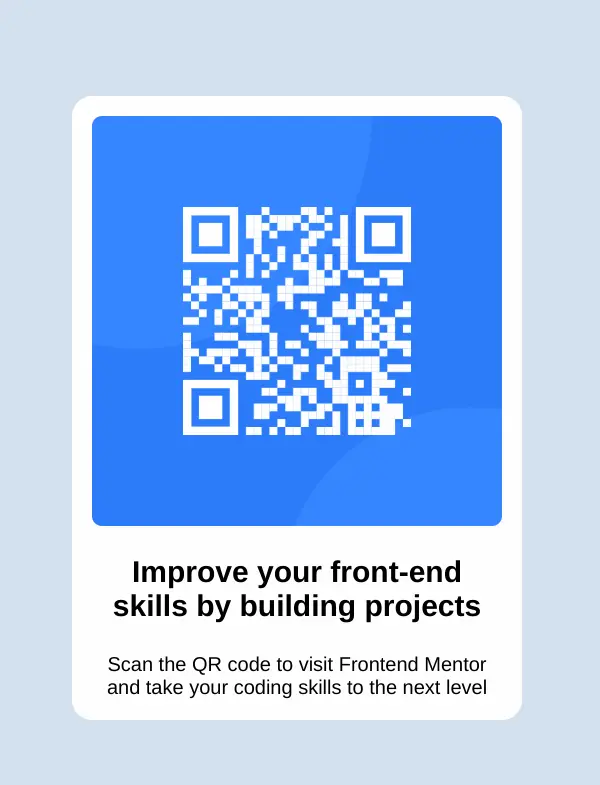 Improve your front-end
skills by building projects
Scan the QR code to visit Frontend Mentor
and take your coding skills to the next level